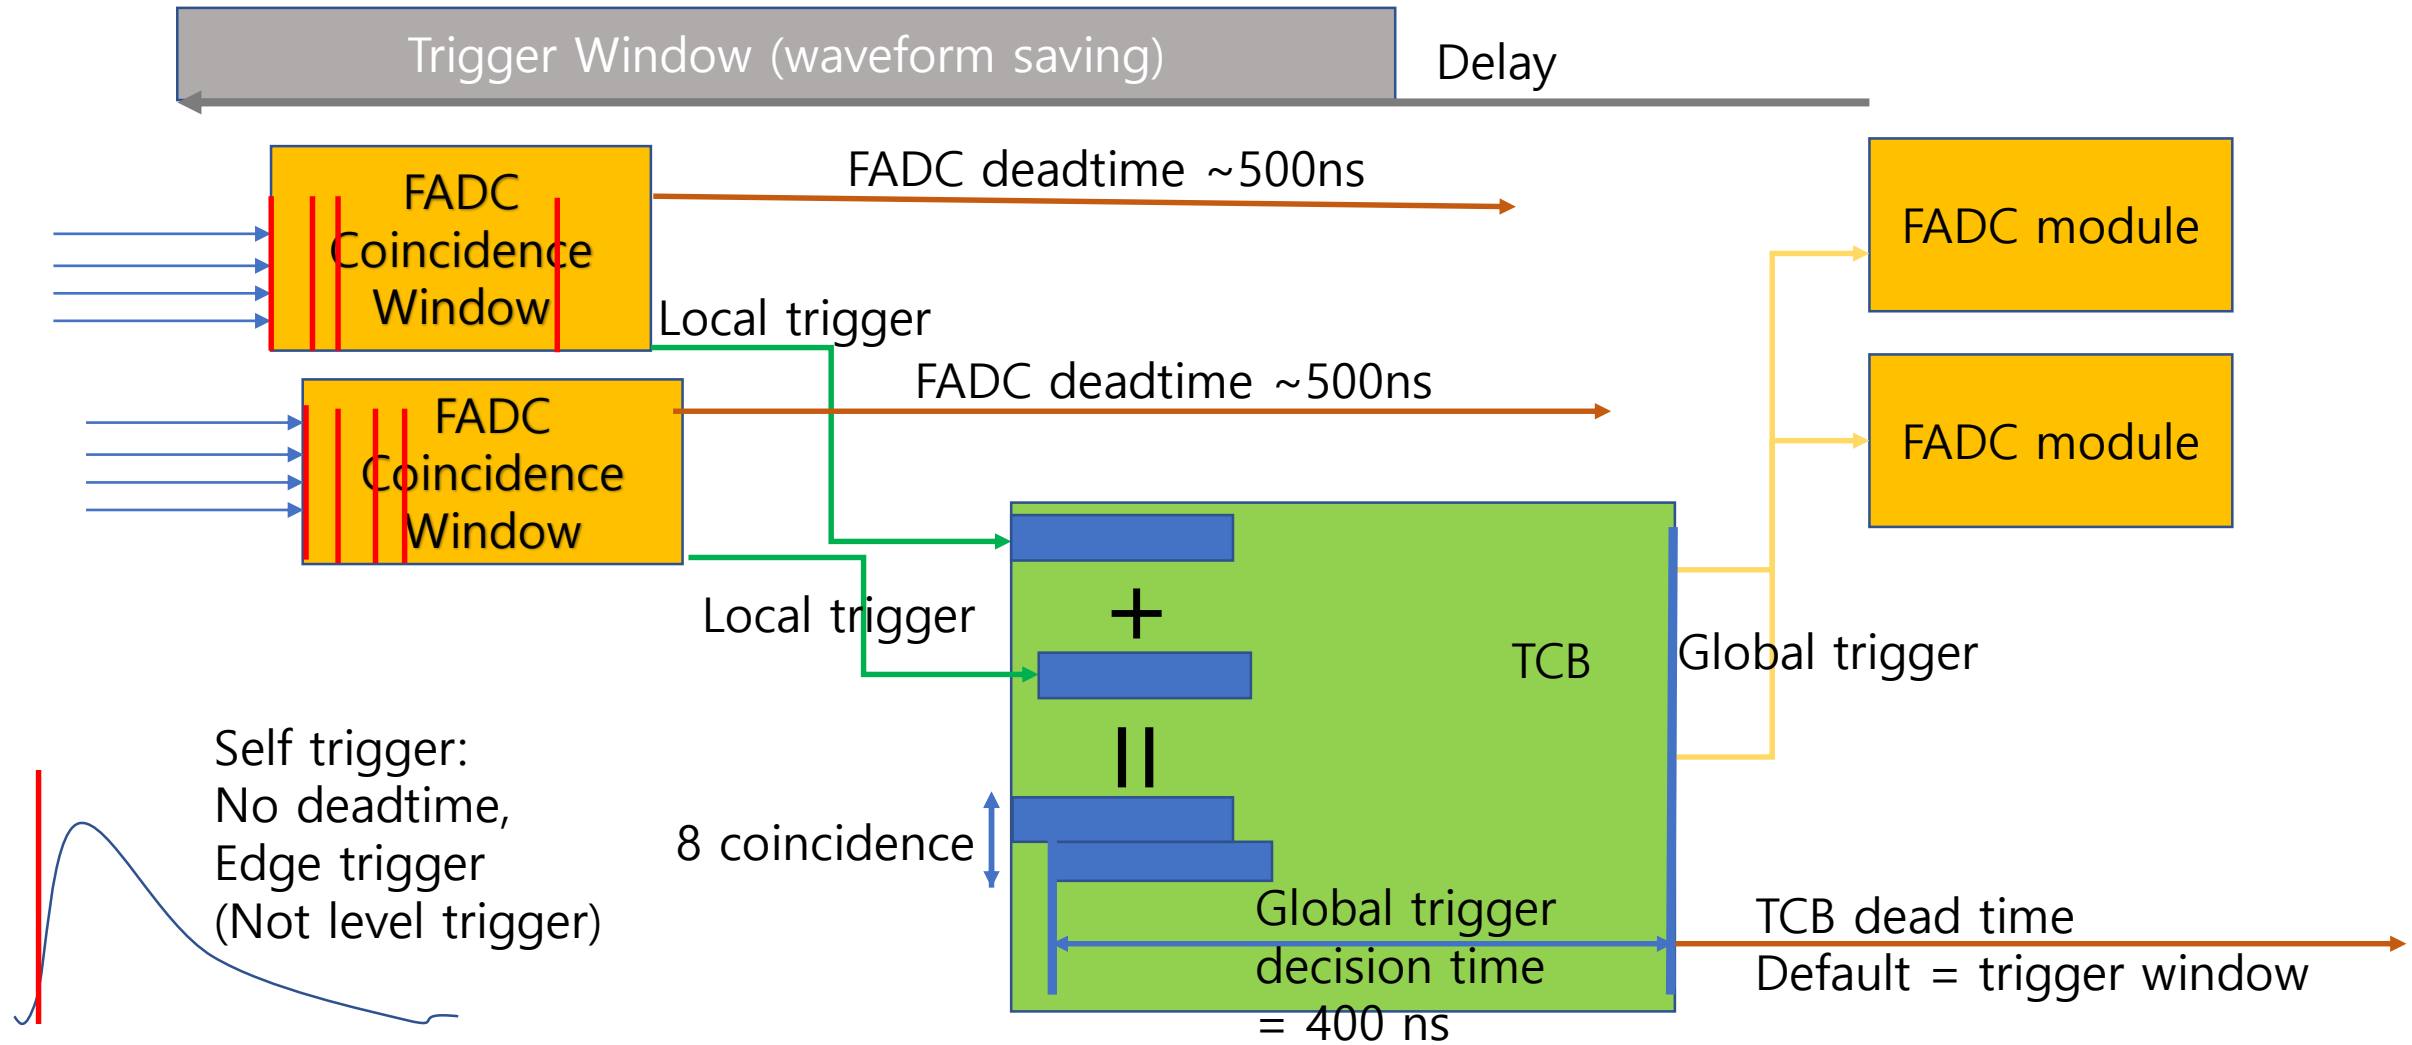 Trigger Window (waveform saving)
Delay
FADC
Coincidence
Window
FADC deadtime ~500ns
FADC module
Local trigger
FADC
Coincidence
Window
FADC deadtime ~500ns
FADC module
Local trigger
+
=
TCB
Global trigger
Self trigger:
No deadtime,
Edge trigger
(Not level trigger)
8 coincidence
Global trigger
decision time
= 400 ns
TCB dead time
Default = trigger window